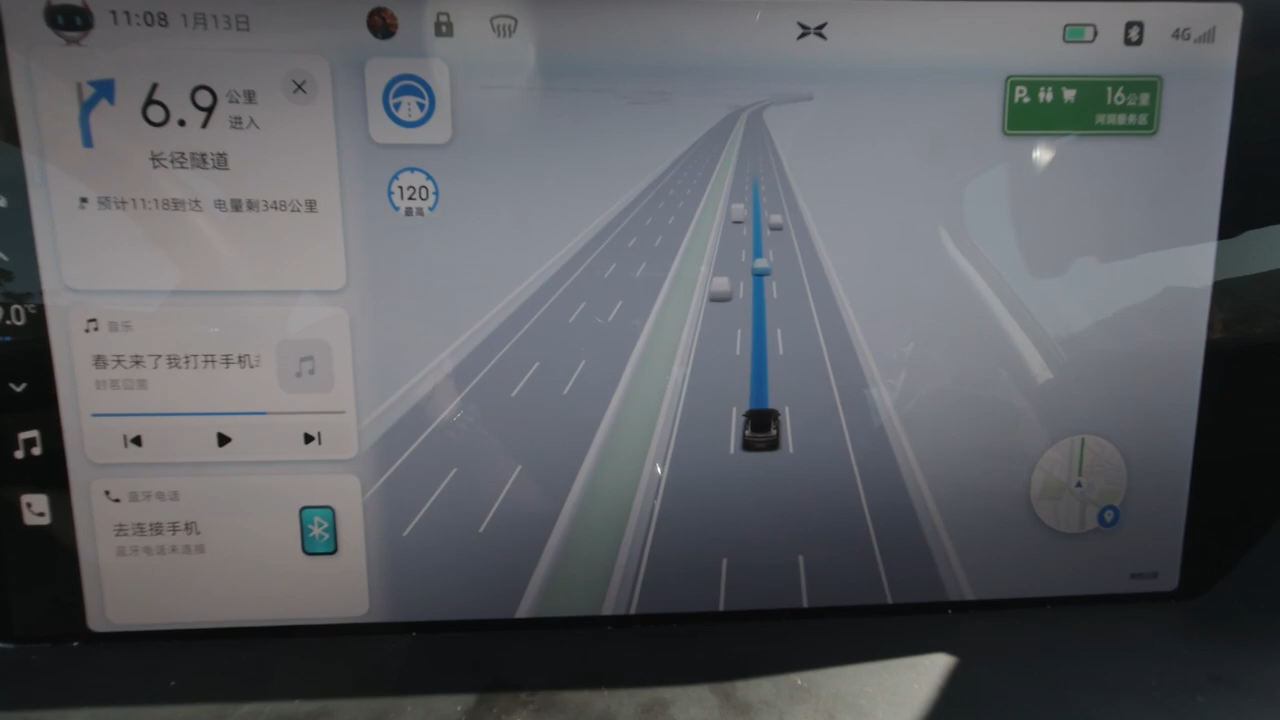 11:08 1月13日
4G
6.9 公里
进入
长径隧道
预计11:18到达 电量剩348公里
120
最高
P 16公里
河洞服务区
音乐
春天来了我打开手机
蓝牙电话
去连接手机
蓝牙电话未连接